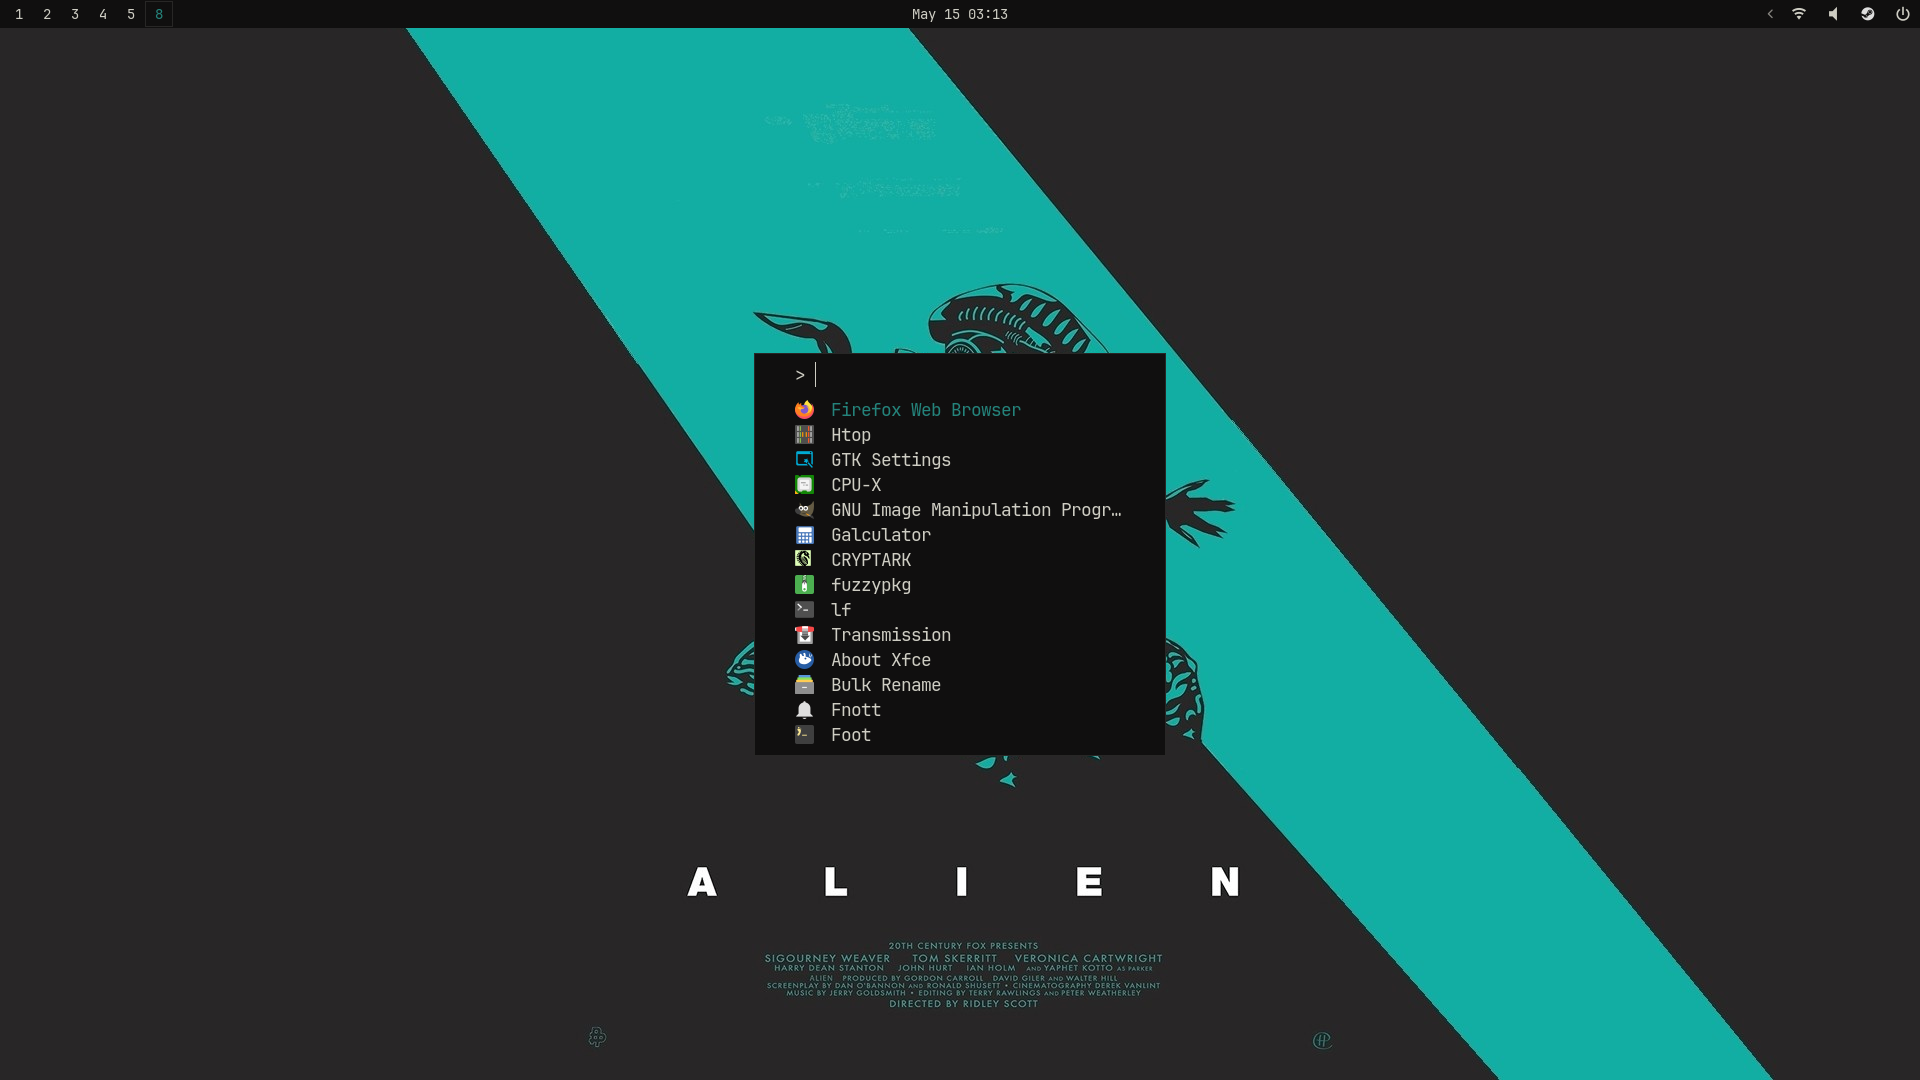 1 2 3 4 5 8 May 15 03:13
>
Firefox Web Browser
Htop
GTK Settings
CPU-X
GNU Image Manipulation Progr…
Galculator
CRYPTARK
fuzzypkg
lf
Transmission
About Xfce
Bulk Rename
Fnott
Foot
A L I E N
20TH CENTURY FOX PRESENTS
SIGOURNEY WEAVER TOM SKERRITT VERONICA CARTWRIGHT
HARRY DEAN STANTON JOHN HURT IAN HOLM AND YAPHET KOTTO AS PARKER
ALIEN PRODUCED BY GORDON CARROLL DAVID GILER AND WALTER HILL
SCREENPLAY BY DAN O'BANNON AND RONALD SHUSETT • CINEMATOGRAPHY DEREK VANLINT
MUSIC BY JERRY GOLDSMITH • EDITING BY TERRY RAWLINGS AND PETER WEATHERLEY
DIRECTED BY RIDLEY SCOTT